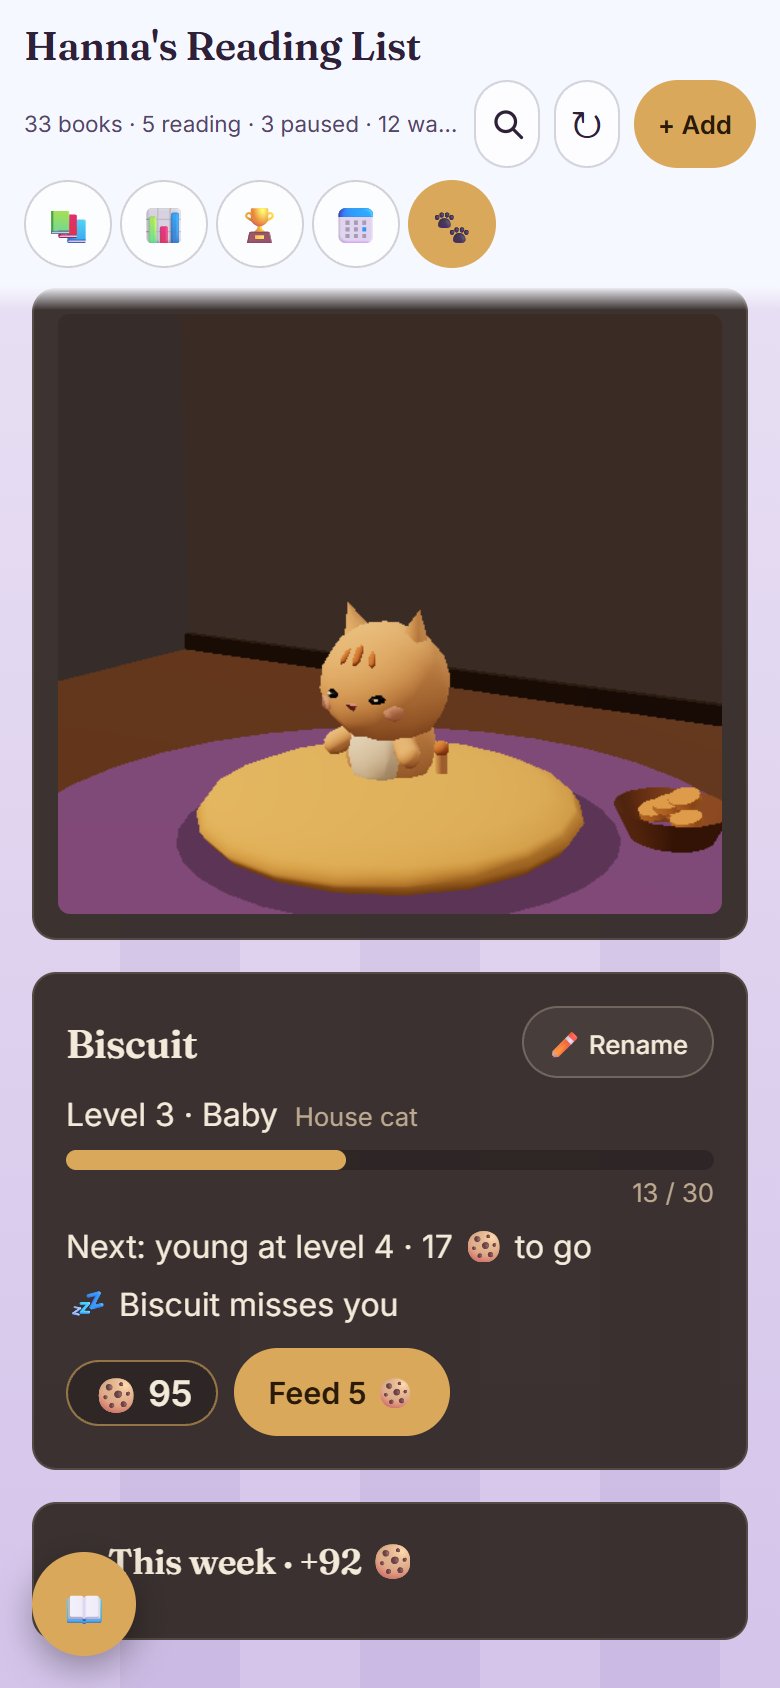 Hanna's Reading List
33 books · 5 reading · 3 paused · 12 wa...
+ Add
Biscuit
Rename
Level 3 · Baby House cat
13 / 30
Next: young at level 4 · 17 to go
Biscuit misses you
95
Feed 5
This week · +92